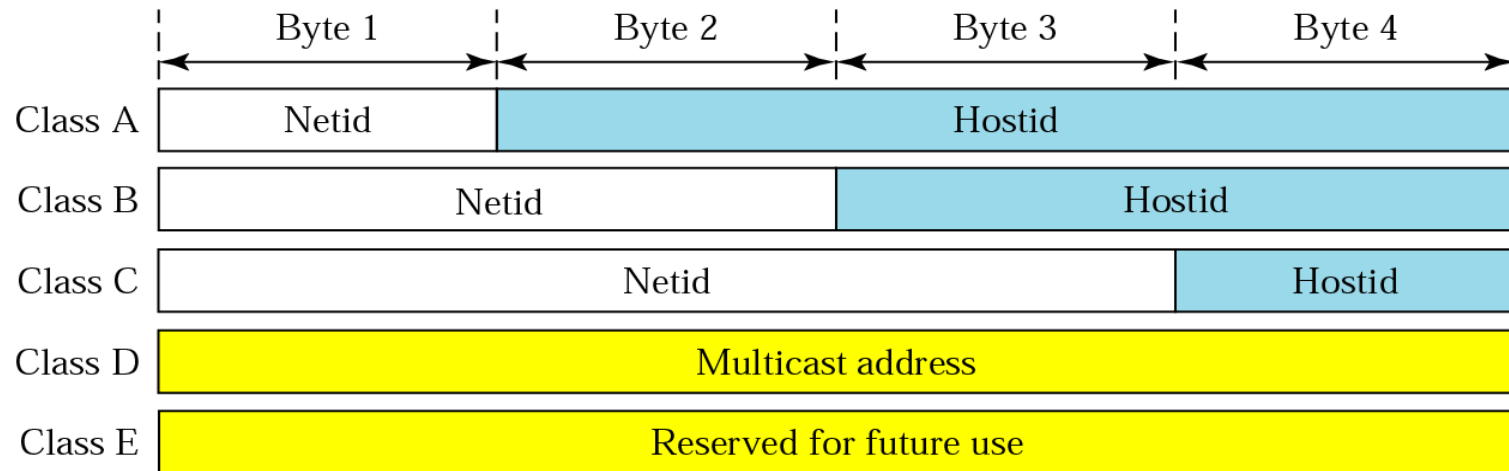 Byte 1 Byte 2 Byte 3 Byte 4
Class A Netid Hostid
Class B Netid Hostid
Class C Netid Hostid
Class D Multicast address
Class E Reserved for future use